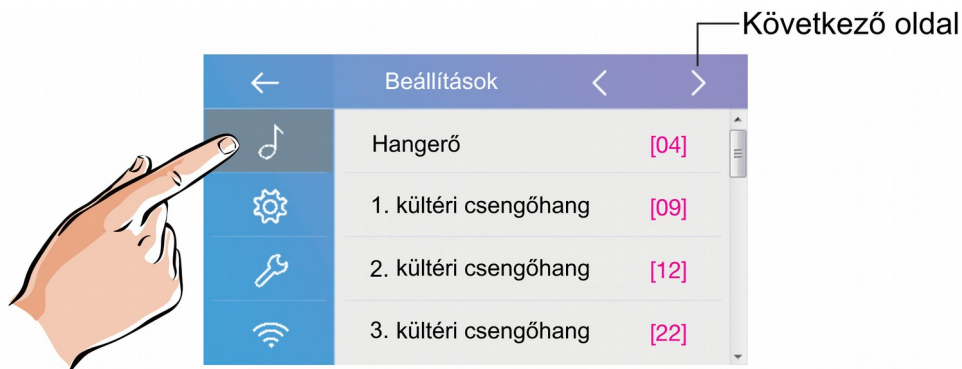 Következő oldal
Beállítások
Hangerő [04]
1. kültéri csengőhang [09]
2. kültéri csengőhang [12]
3. kültéri csengőhang [22]